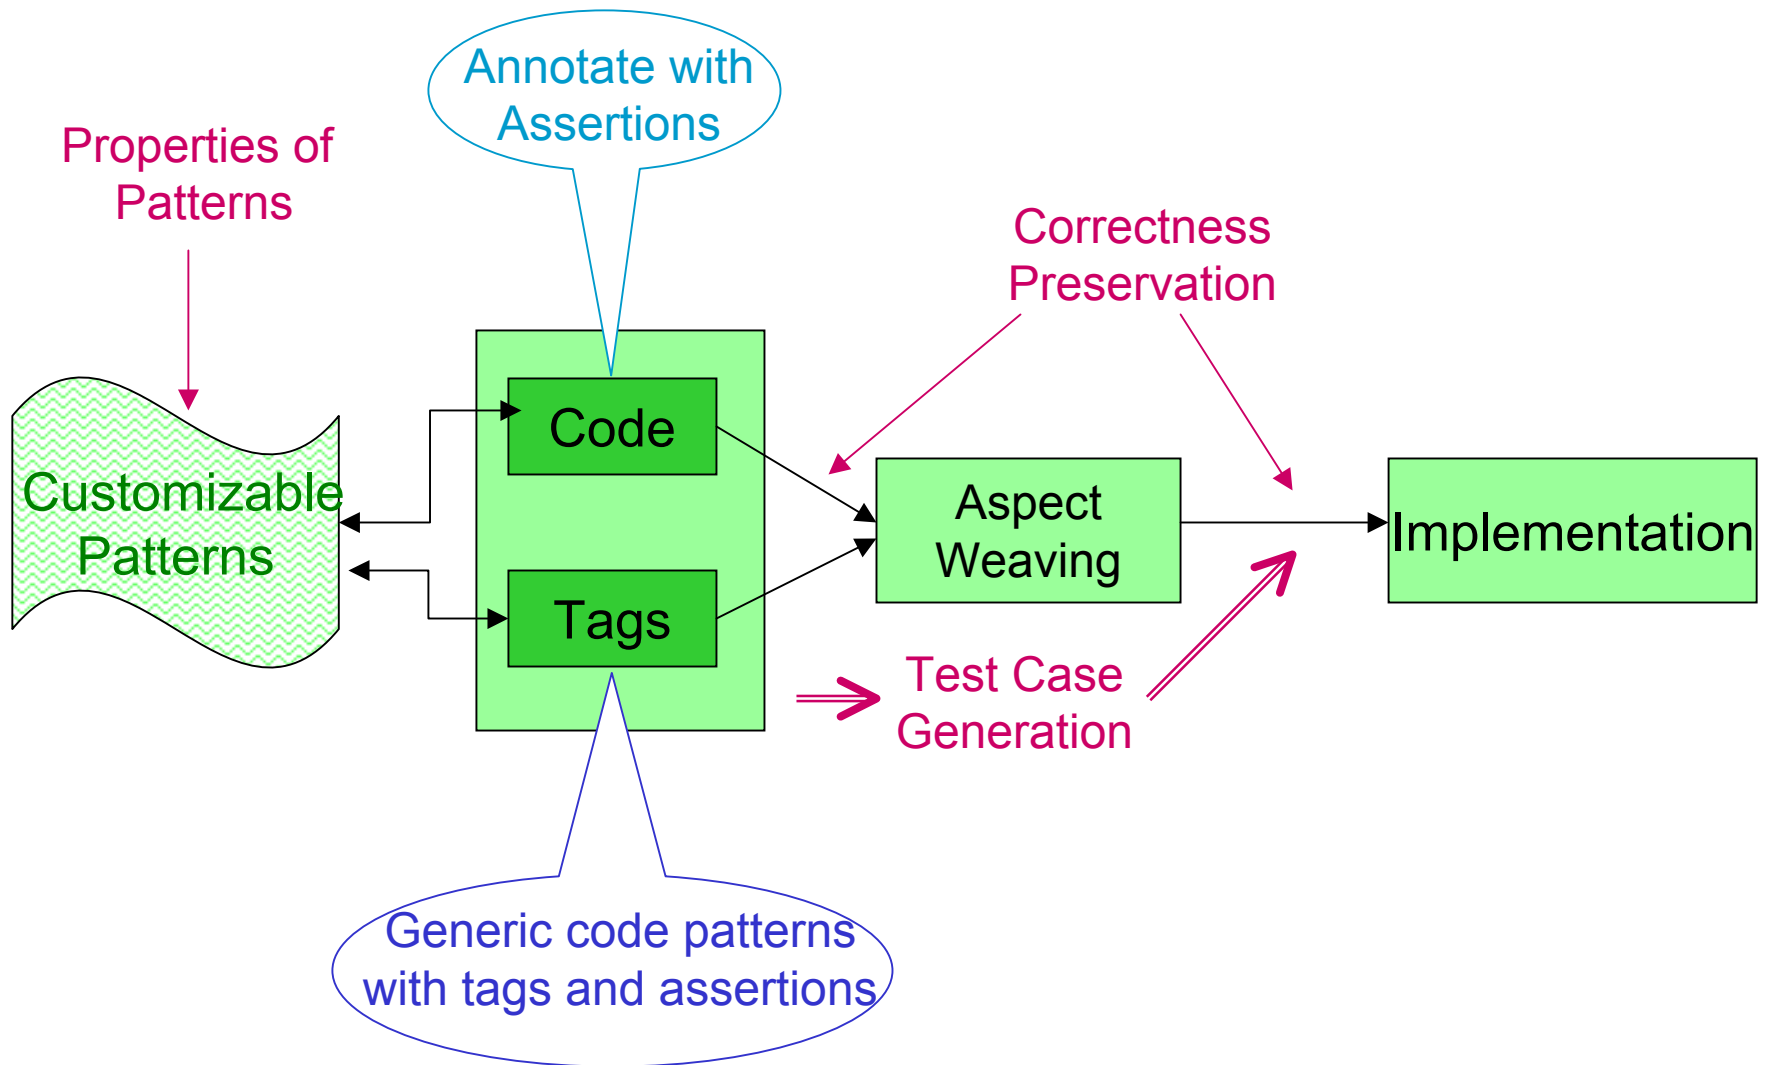 Annotate with
Assertions
Properties of
Patterns
Correctness
Preservation
Code
Customizable
Patterns
Aspect
Weaving
Implementation
Tags
Test Case
Generation
Generic code patterns
with tags and assertions